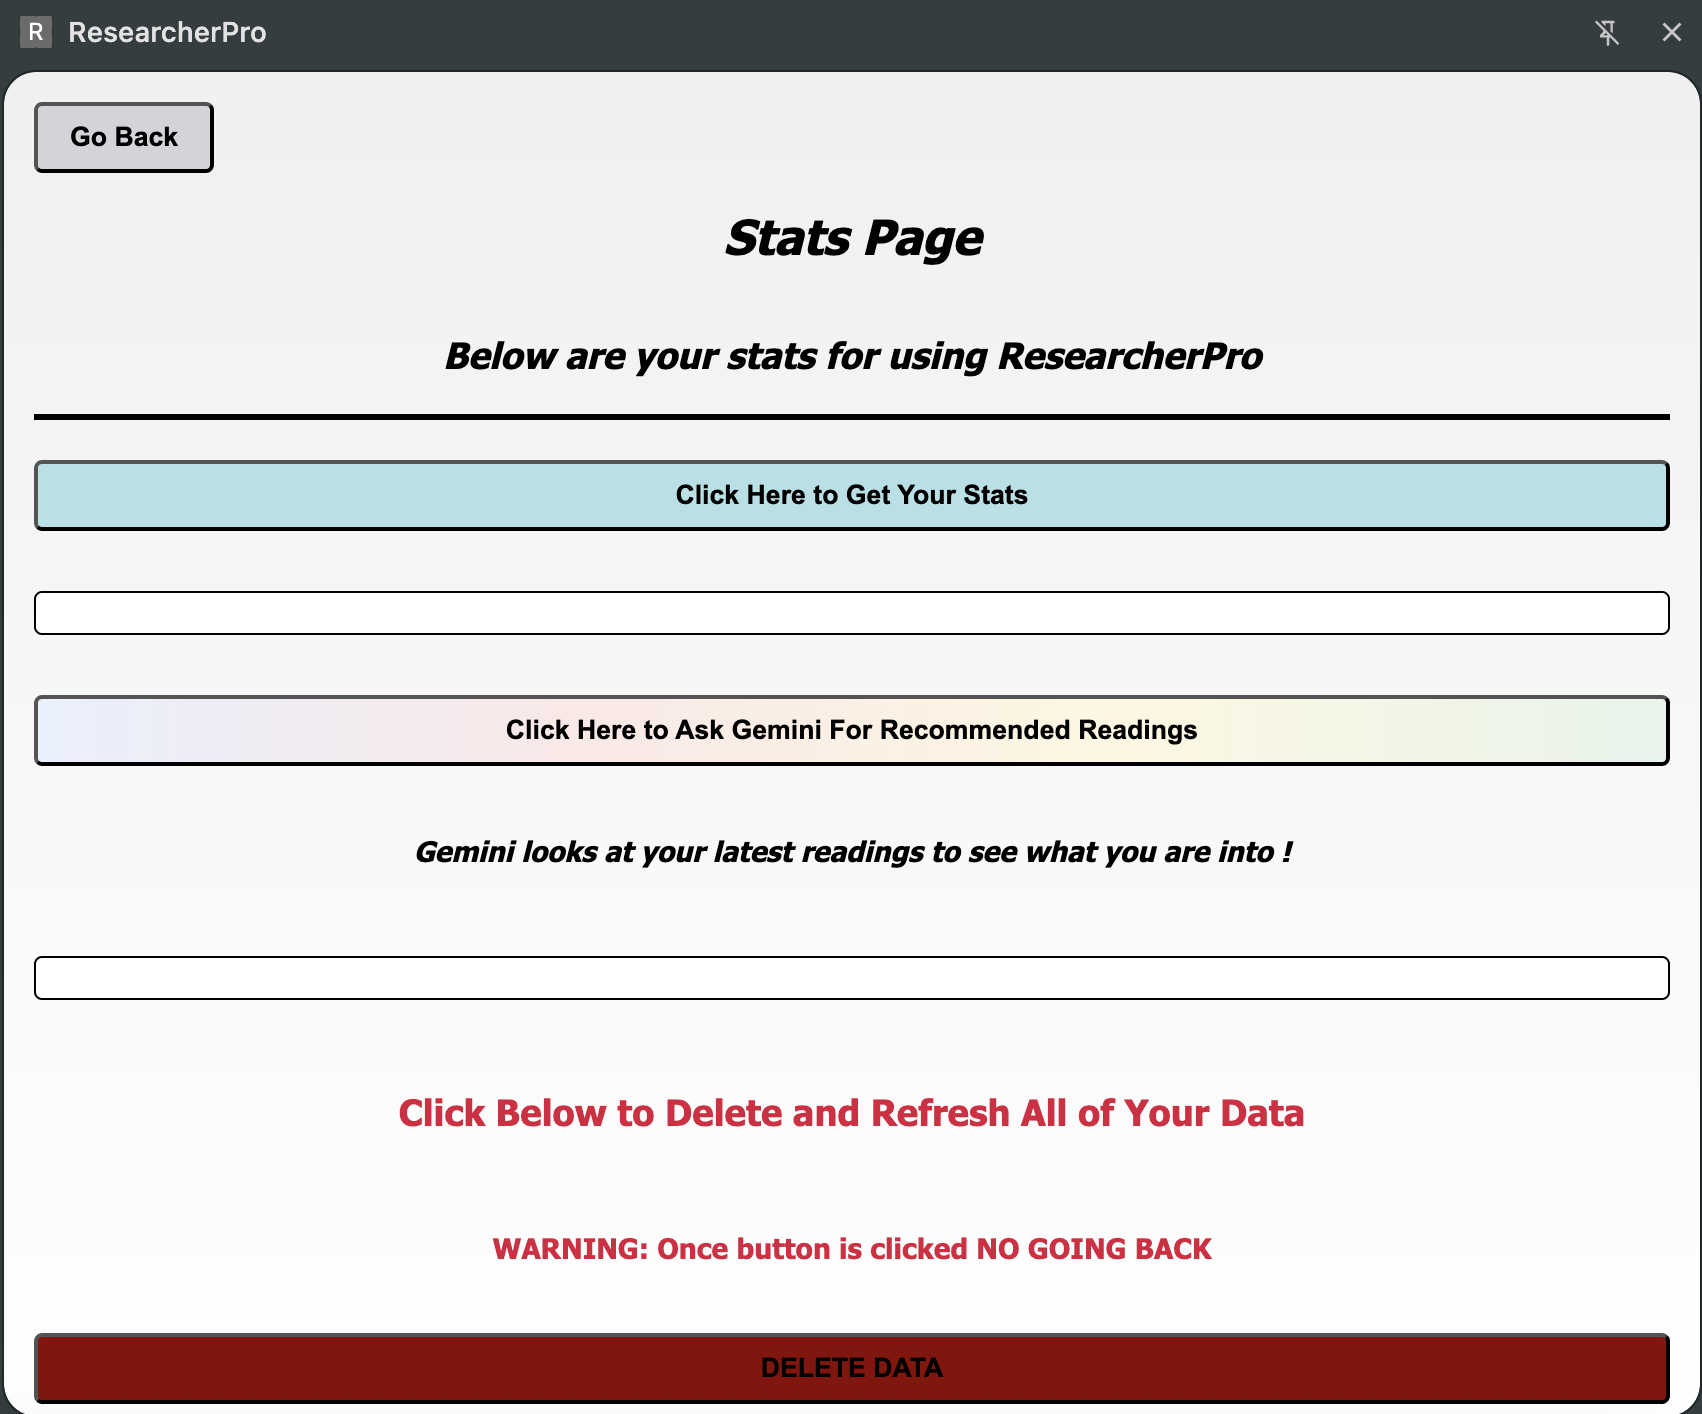 R ResearcherPro
Go Back
Stats Page
Below are your stats for using ResearcherPro
Click Here to Get Your Stats
Click Here to Ask Gemini For Recommended Readings
Gemini looks at your latest readings to see what you are into !
Click Below to Delete and Refresh All of Your Data
WARNING: Once button is clicked NO GOING BACK
DELETE DATA